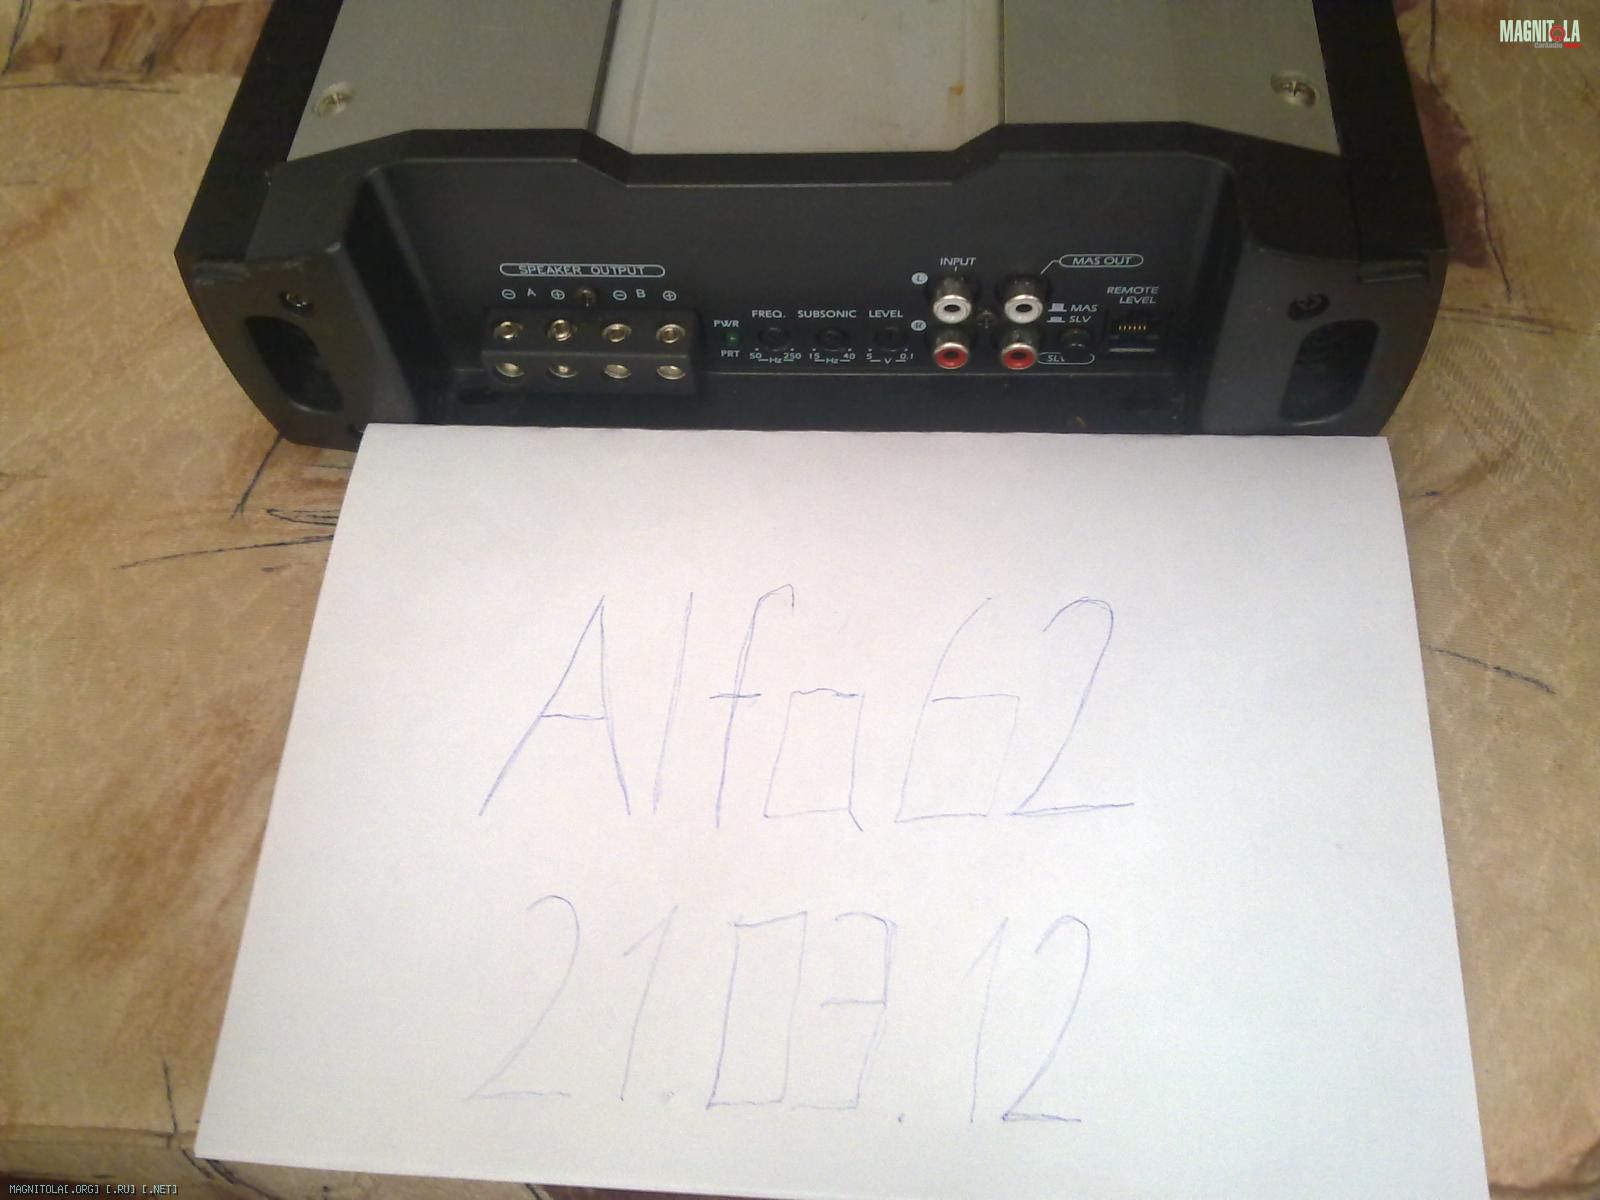 MAGNITOLA
CarAudio
SPEAKER OUTPUT
⊖ A ⊕ ⊖ B ⊕
PWR
PRT
FREQ. SUBSONIC LEVEL
50 250 15 40 5 0.1
Hz Hz V
INPUT
L
R
MAS OUT
MAS
SLV
REMOTE
LEVEL
Alfa62
21.03.12
MAGNITOLA[.ORG] [.RU] [.NET]